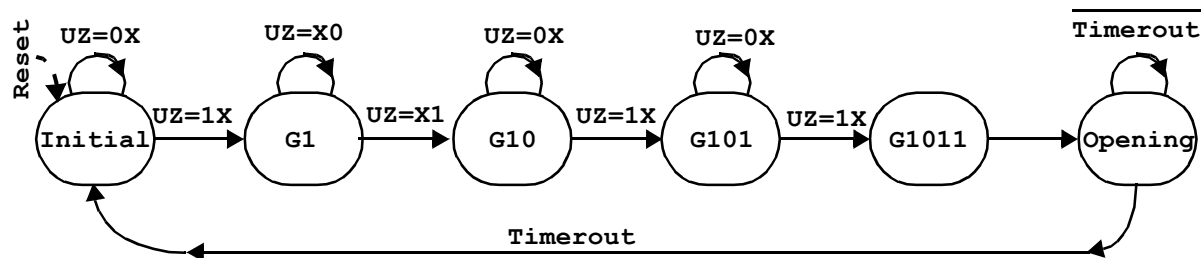 Reset
UZ=0X
UZ=X0
UZ=0X
UZ=0X
Timerout
UZ=1X
UZ=X1
UZ=1X
UZ=1X
Initial
G1
G10
G101
G1011
Opening
Timerout